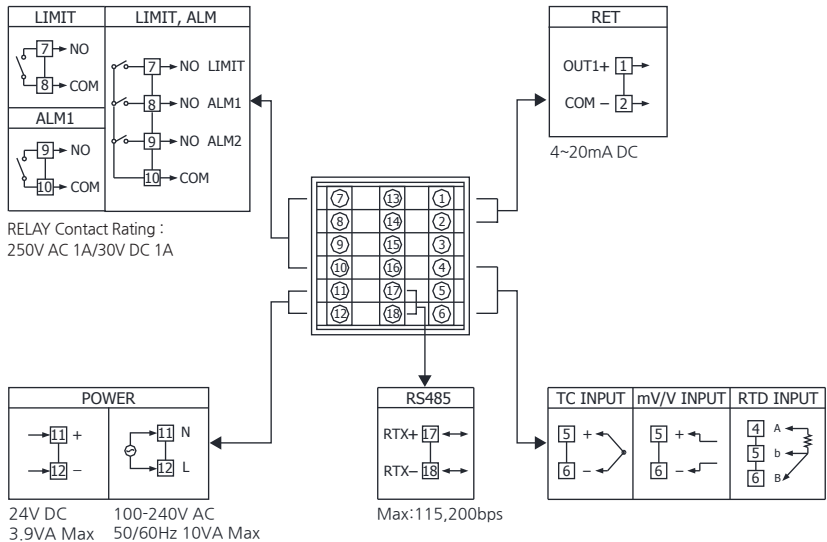 LIMIT
7 NO
8 COM
ALM1
9 NO
10 COM
LIMIT, ALM
7 NO LIMIT
8 NO ALM1
9 NO ALM2
10 COM
RELAY Contact Rating :
250V AC 1A/30V DC 1A
RET
OUT1+ 1
COM – 2
4~20mA DC
7 13 1
8 14 2
9 15 3
10 16 4
11 17 5
12 18 6
POWER
11 +
12 –
11 N
12 L
24V DC
3.9VA Max
100-240V AC
50/60Hz 10VA Max
RS485
RTX+ 17
RTX– 18
Max:115,200bps
TC INPUT
5 +
6 –
mV/V INPUT
5 +
6 –
RTD INPUT
4 A
5 b
6 B